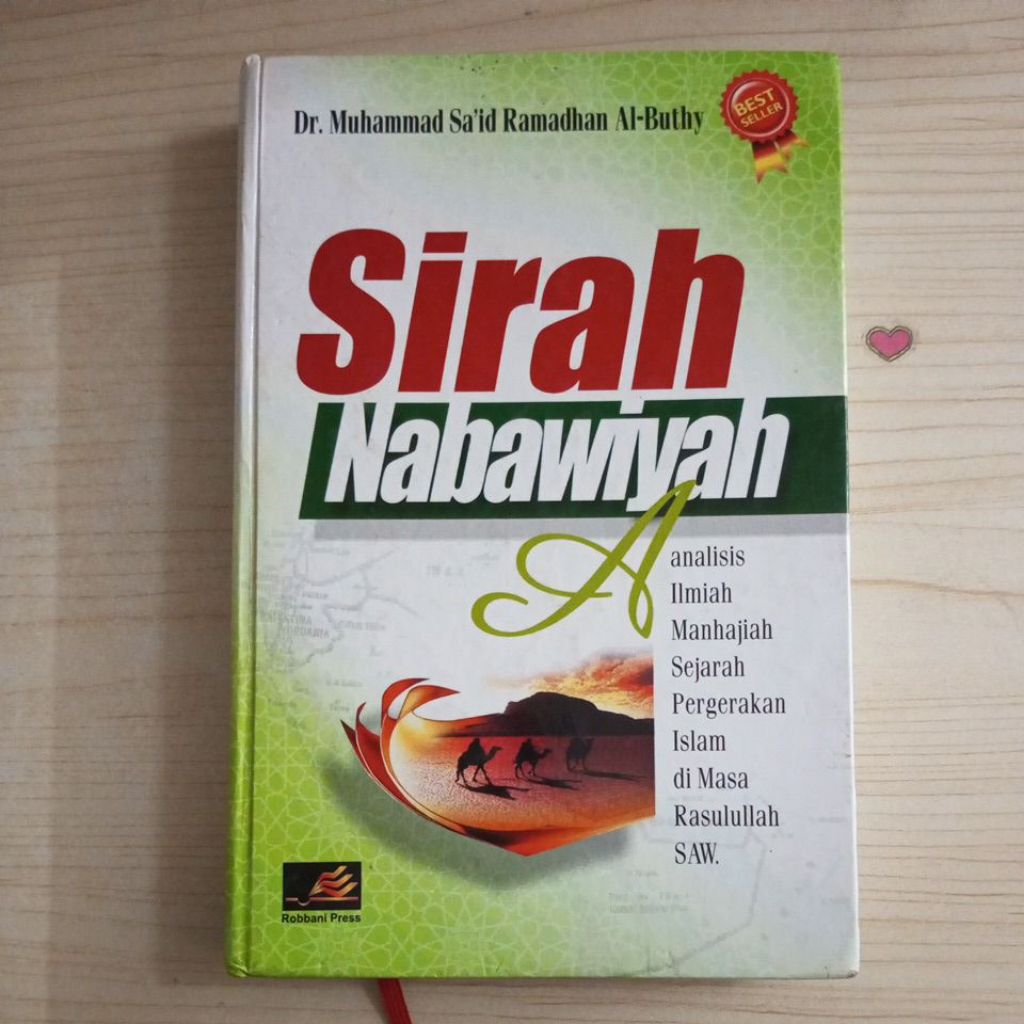 Dr. Muhammad Sa'id Ramadhan Al-Buthy
BEST
SELLER
Sirah
Nabawiyah
A
analisis
Ilmiah
Manhajiah
Sejarah
Pergerakan
Islam
di Masa
Rasulullah
SAW.
Robbani Press